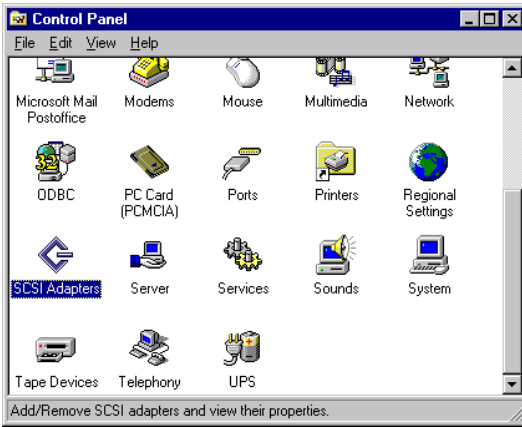 Control Panel
File Edit View Help
Microsoft Mail
Postoffice
Modems
Mouse
Multimedia
Network
32
ODBC
PC Card
(PCMCIA)
Ports
Printers
Regional
Settings
SCSI Adapters
Server
Services
Sounds
System
Tape Devices
Telephony
UPS
Add/Remove SCSI adapters and view their properties.